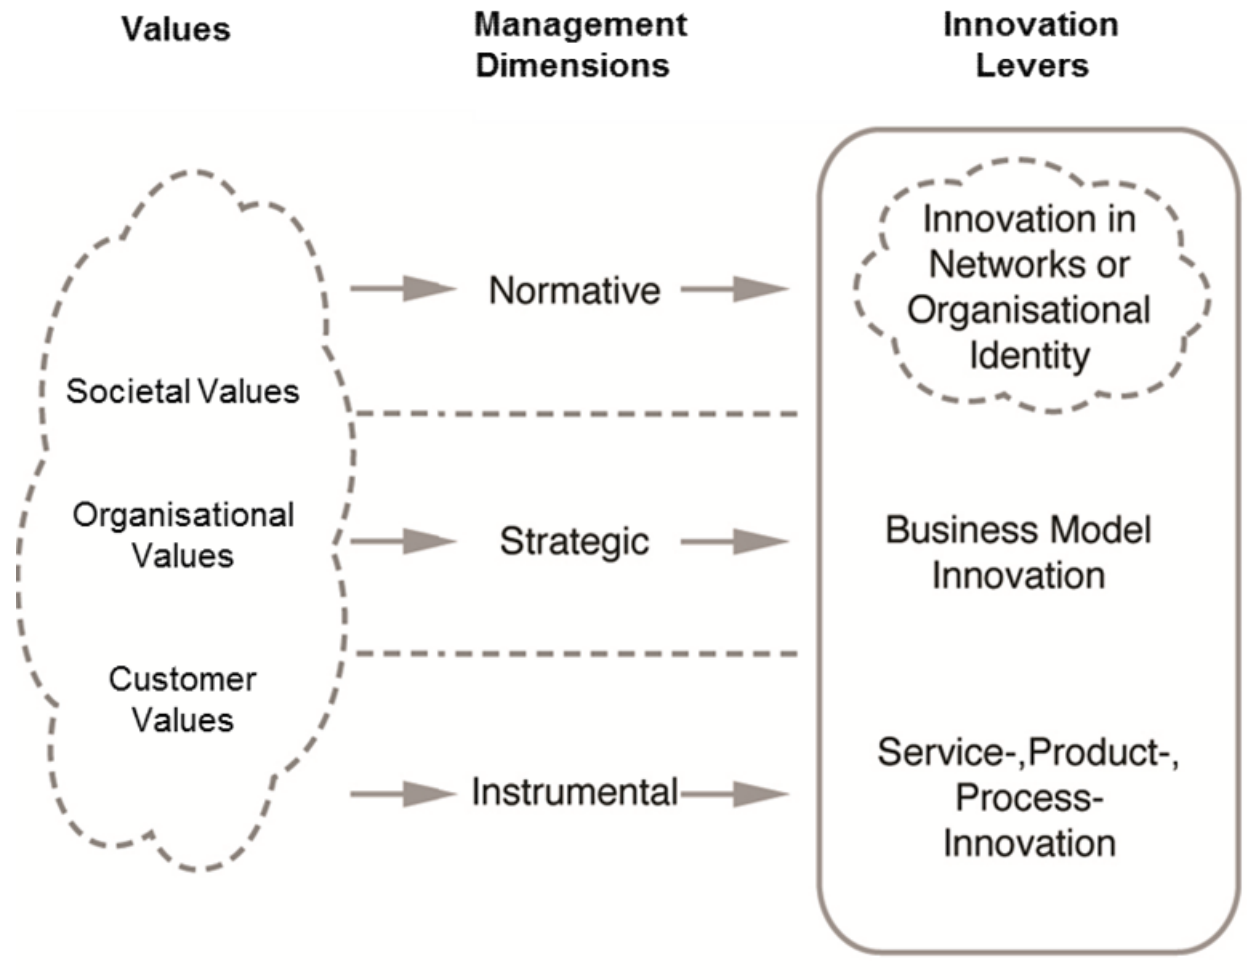 Values
Management
Dimensions
Innovation
Levers
Societal Values
Organisational
Values
Customer
Values
Normative
Strategic
Instrumental
Innovation in
Networks or
Organisational
Identity
Business Model
Innovation
Service-,Product-,
Process-
Innovation